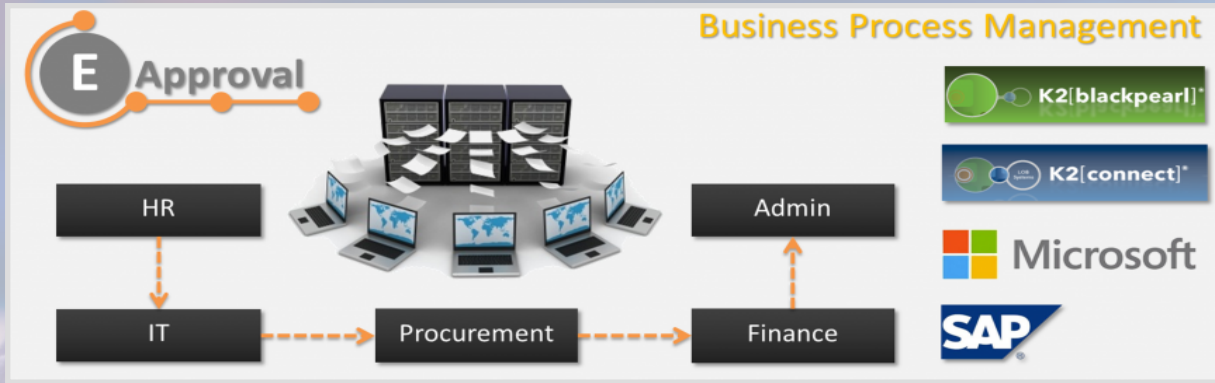 Business Process Management
E Approval
K2[blackpearl]*
K2[connect]*
HR
Admin
Microsoft
IT
Procurement
Finance
SAP®